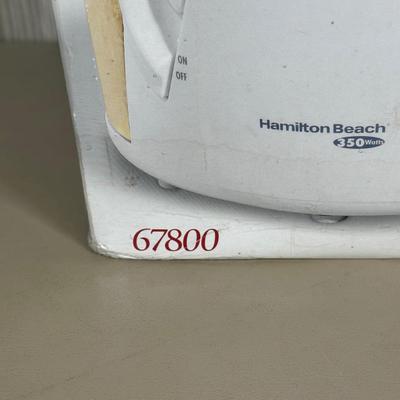 ON
OFF
Hamilton Beach
350 Watts
67800